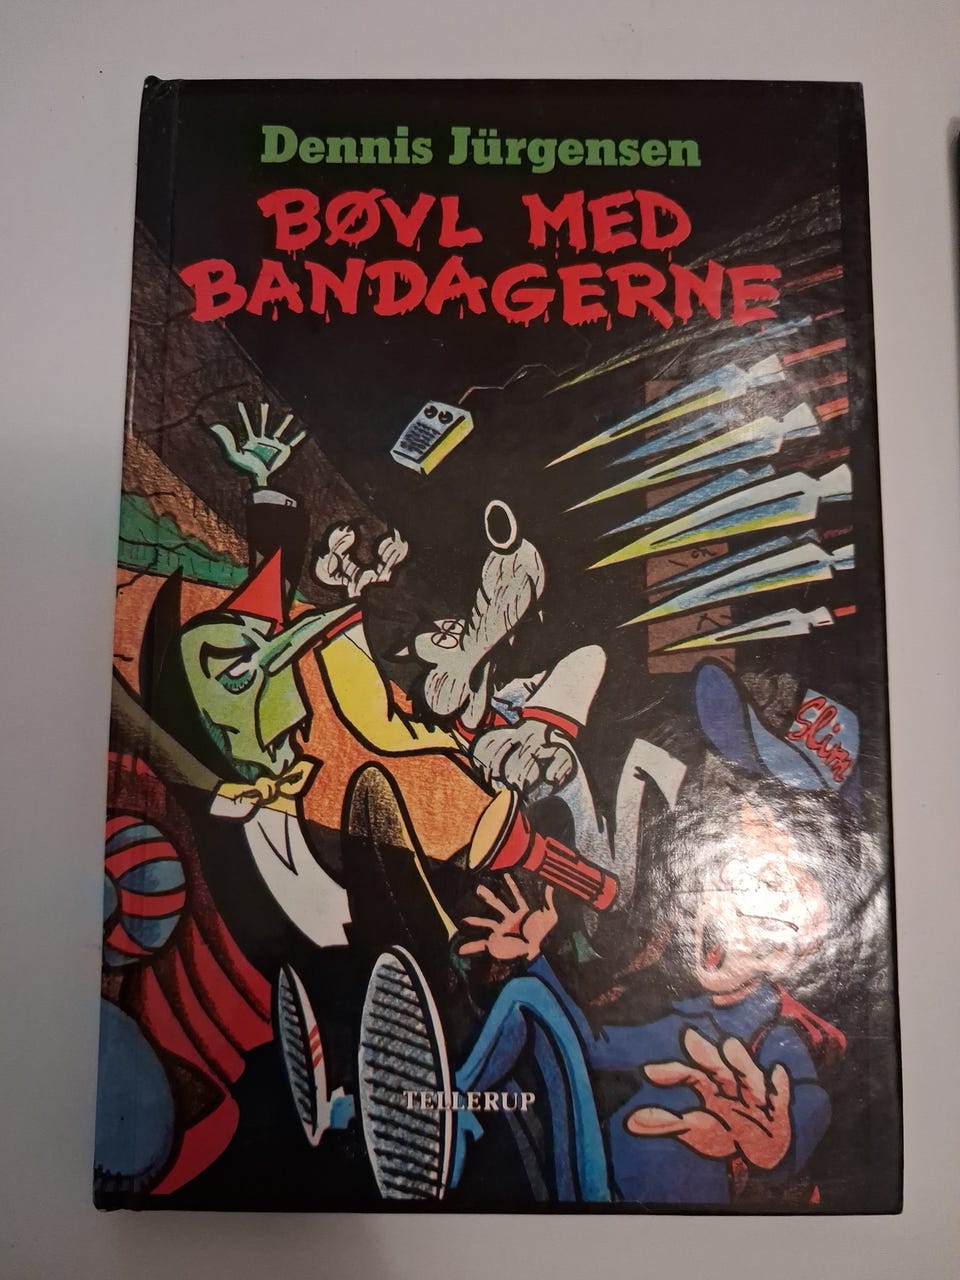 Dennis Jürgensen
BØVL MED
BANDAGERNE
Slim
TELLERUP